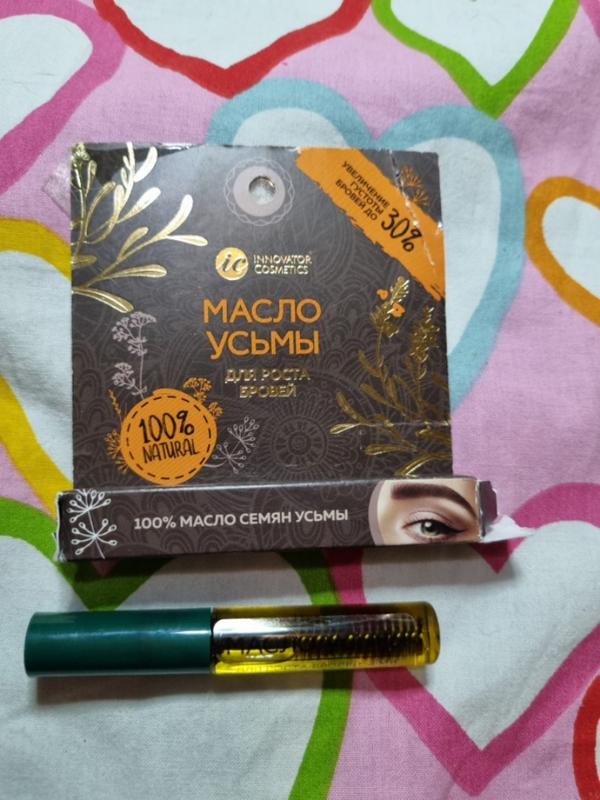 УВЕЛИЧЕНИЕ
ГУСТОТЫ
БРОВЕЙ ДО
30%
ic INNOVATOR
COSMETICS
МАСЛО
УСЬМЫ
ДЛЯ РОСТА
БРОВЕЙ
100%
NATURAL
100% МАСЛО СЕМЯН УСЬМЫ
МАСЛО